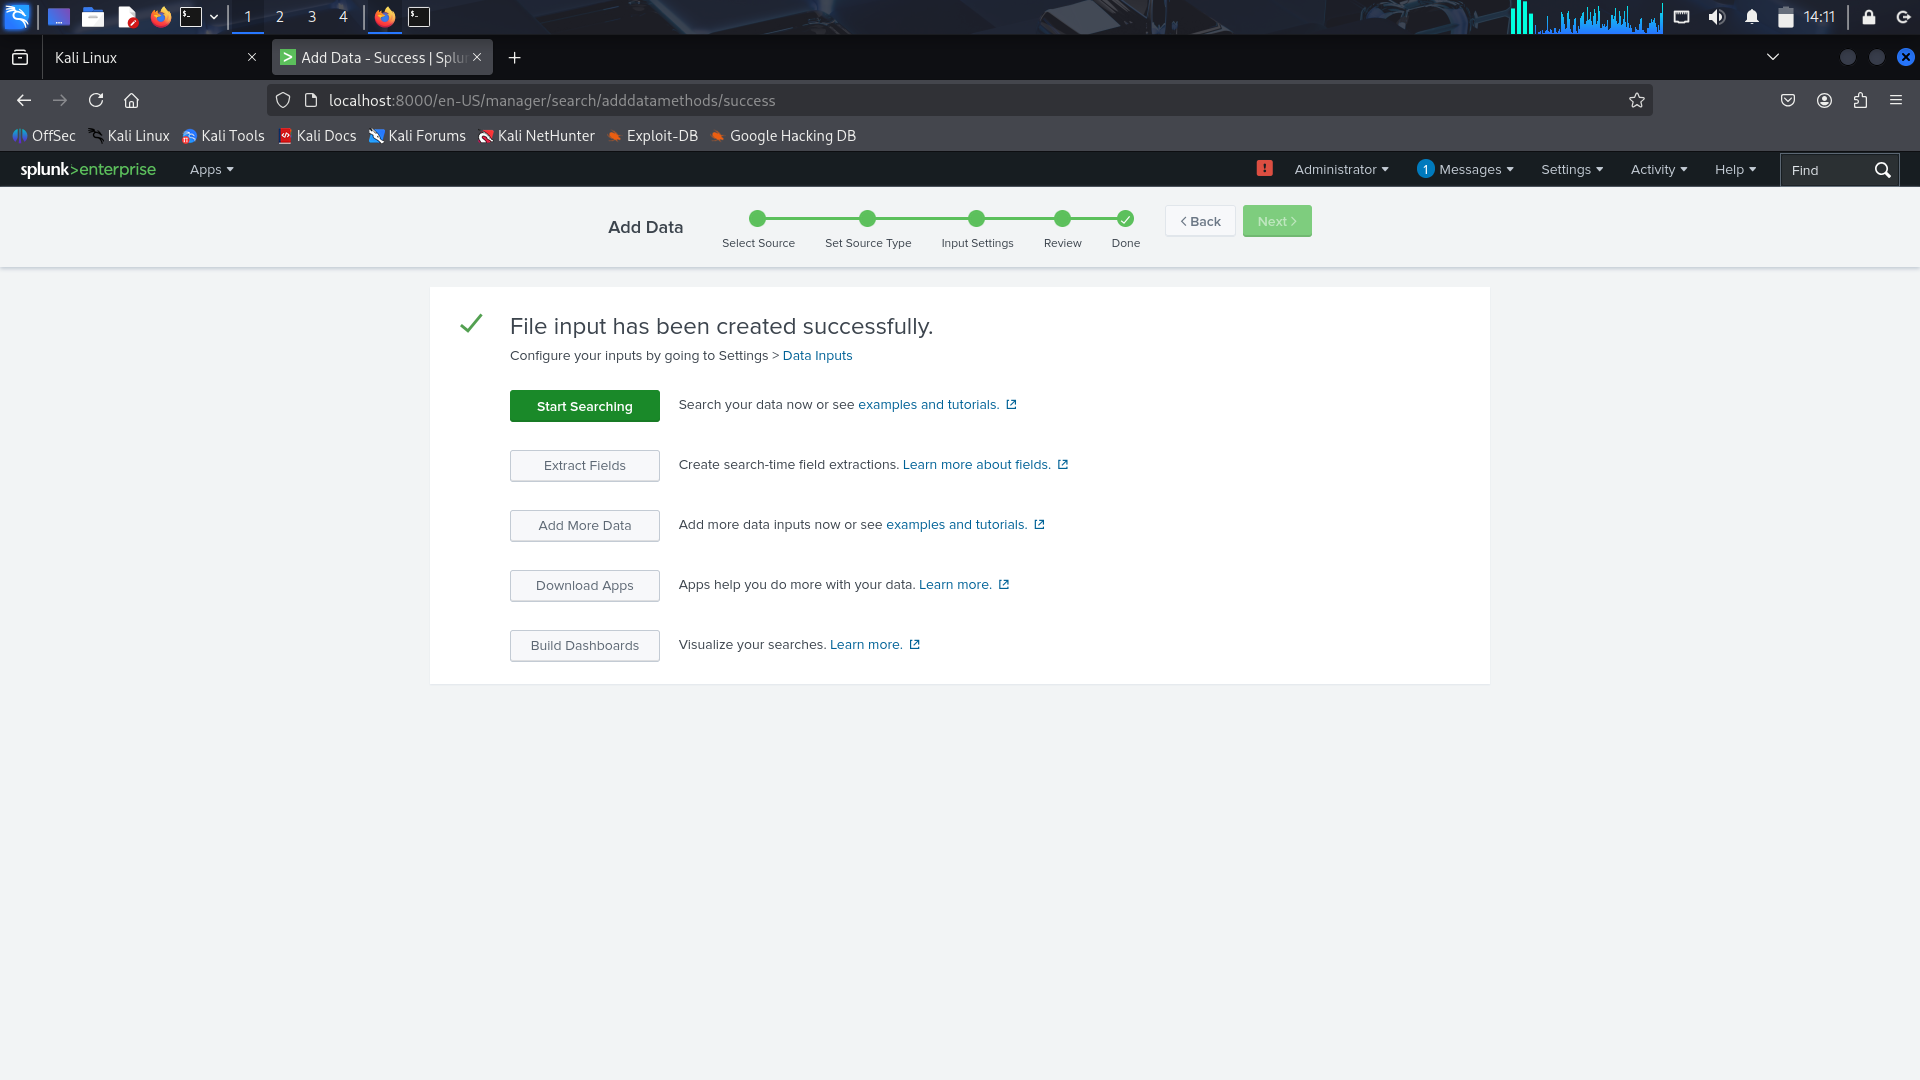 1 2 3 4 14:11
Kali Linux
Add Data - Success | Splu
localhost:8000/en-US/manager/search/adddatamethods/success
OffSec Kali Linux Kali Tools Kali Docs Kali Forums Kali NetHunter Exploit-DB Google Hacking DB
splunk>enterprise Apps Administrator 1 Messages Settings Activity Help Find
Add Data
Select Source Set Source Type Input Settings Review Done
Back Next
File input has been created successfully.
Configure your inputs by going to Settings > Data Inputs
Start Searching Search your data now or see examples and tutorials.
Extract Fields Create search-time field extractions. Learn more about fields.
Add More Data Add more data inputs now or see examples and tutorials.
Download Apps Apps help you do more with your data. Learn more.
Build Dashboards Visualize your searches. Learn more.